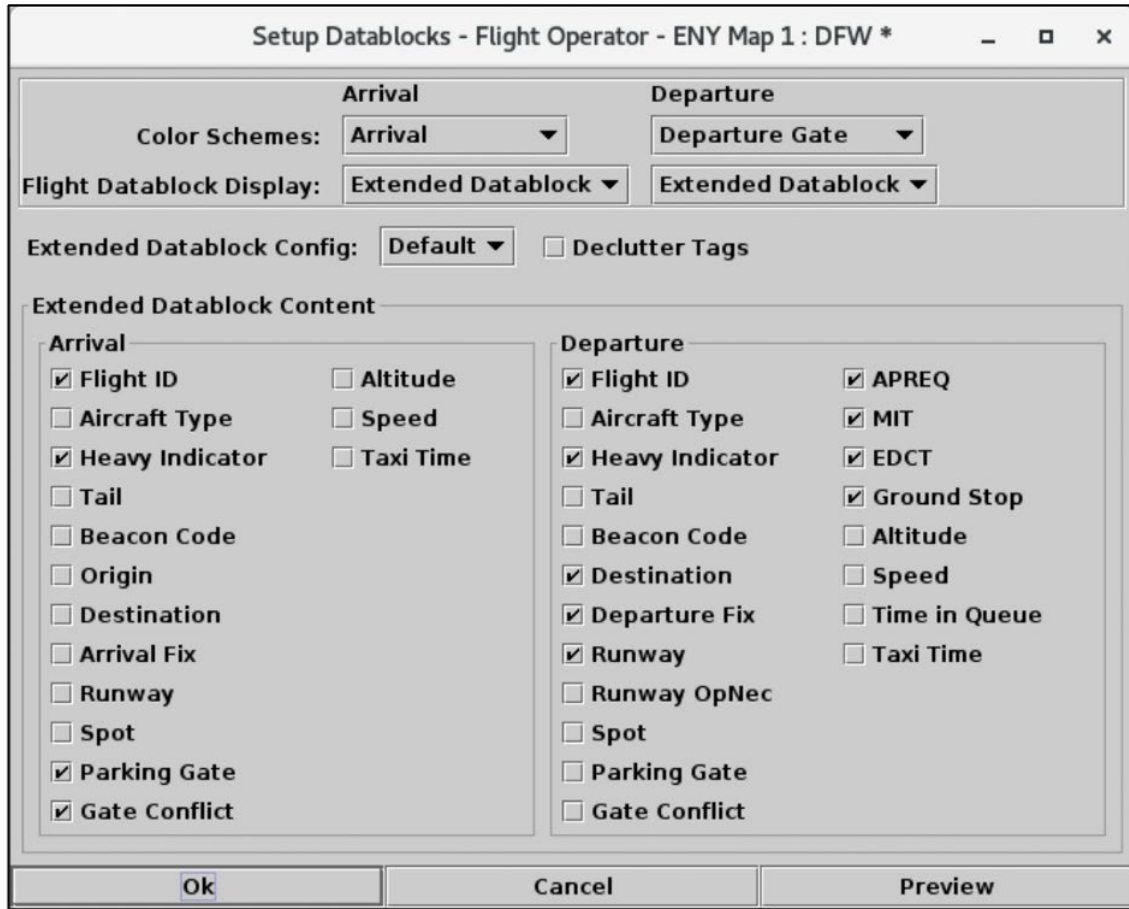 Setup Datablocks - Flight Operator - ENY Map 1 : DFW *
Arrival Departure
Color Schemes: Arrival Departure Gate
Flight Datablock Display: Extended Datablock Extended Datablock
Extended Datablock Config: Default Declutter Tags
Extended Datablock Content
Arrival
Flight ID Altitude
Aircraft Type Speed
Heavy Indicator Taxi Time
Tail
Beacon Code
Origin
Destination
Arrival Fix
Runway
Spot
Parking Gate
Gate Conflict
Departure
Flight ID APREQ
Aircraft Type MIT
Heavy Indicator EDCT
Tail Ground Stop
Beacon Code Altitude
Destination Speed
Departure Fix Time in Queue
Runway Taxi Time
Runway OpNec
Spot
Parking Gate
Gate Conflict
Ok Cancel Preview